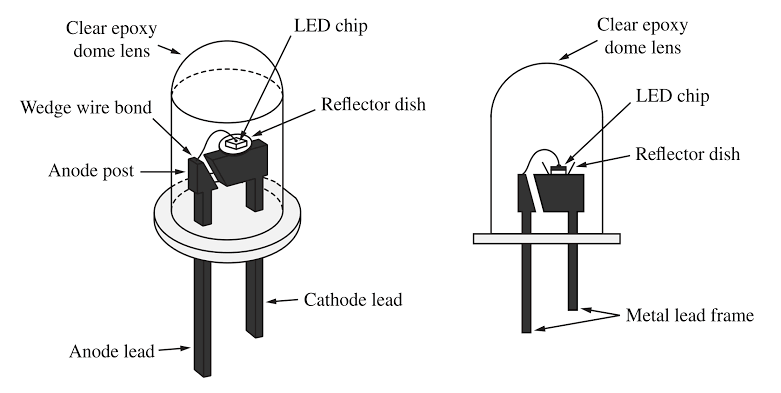 Clear epoxy
dome lens
LED chip
Wedge wire bond
Reflector dish
Anode post
Cathode lead
Anode lead
Clear epoxy
dome lens
LED chip
Reflector dish
Metal lead frame